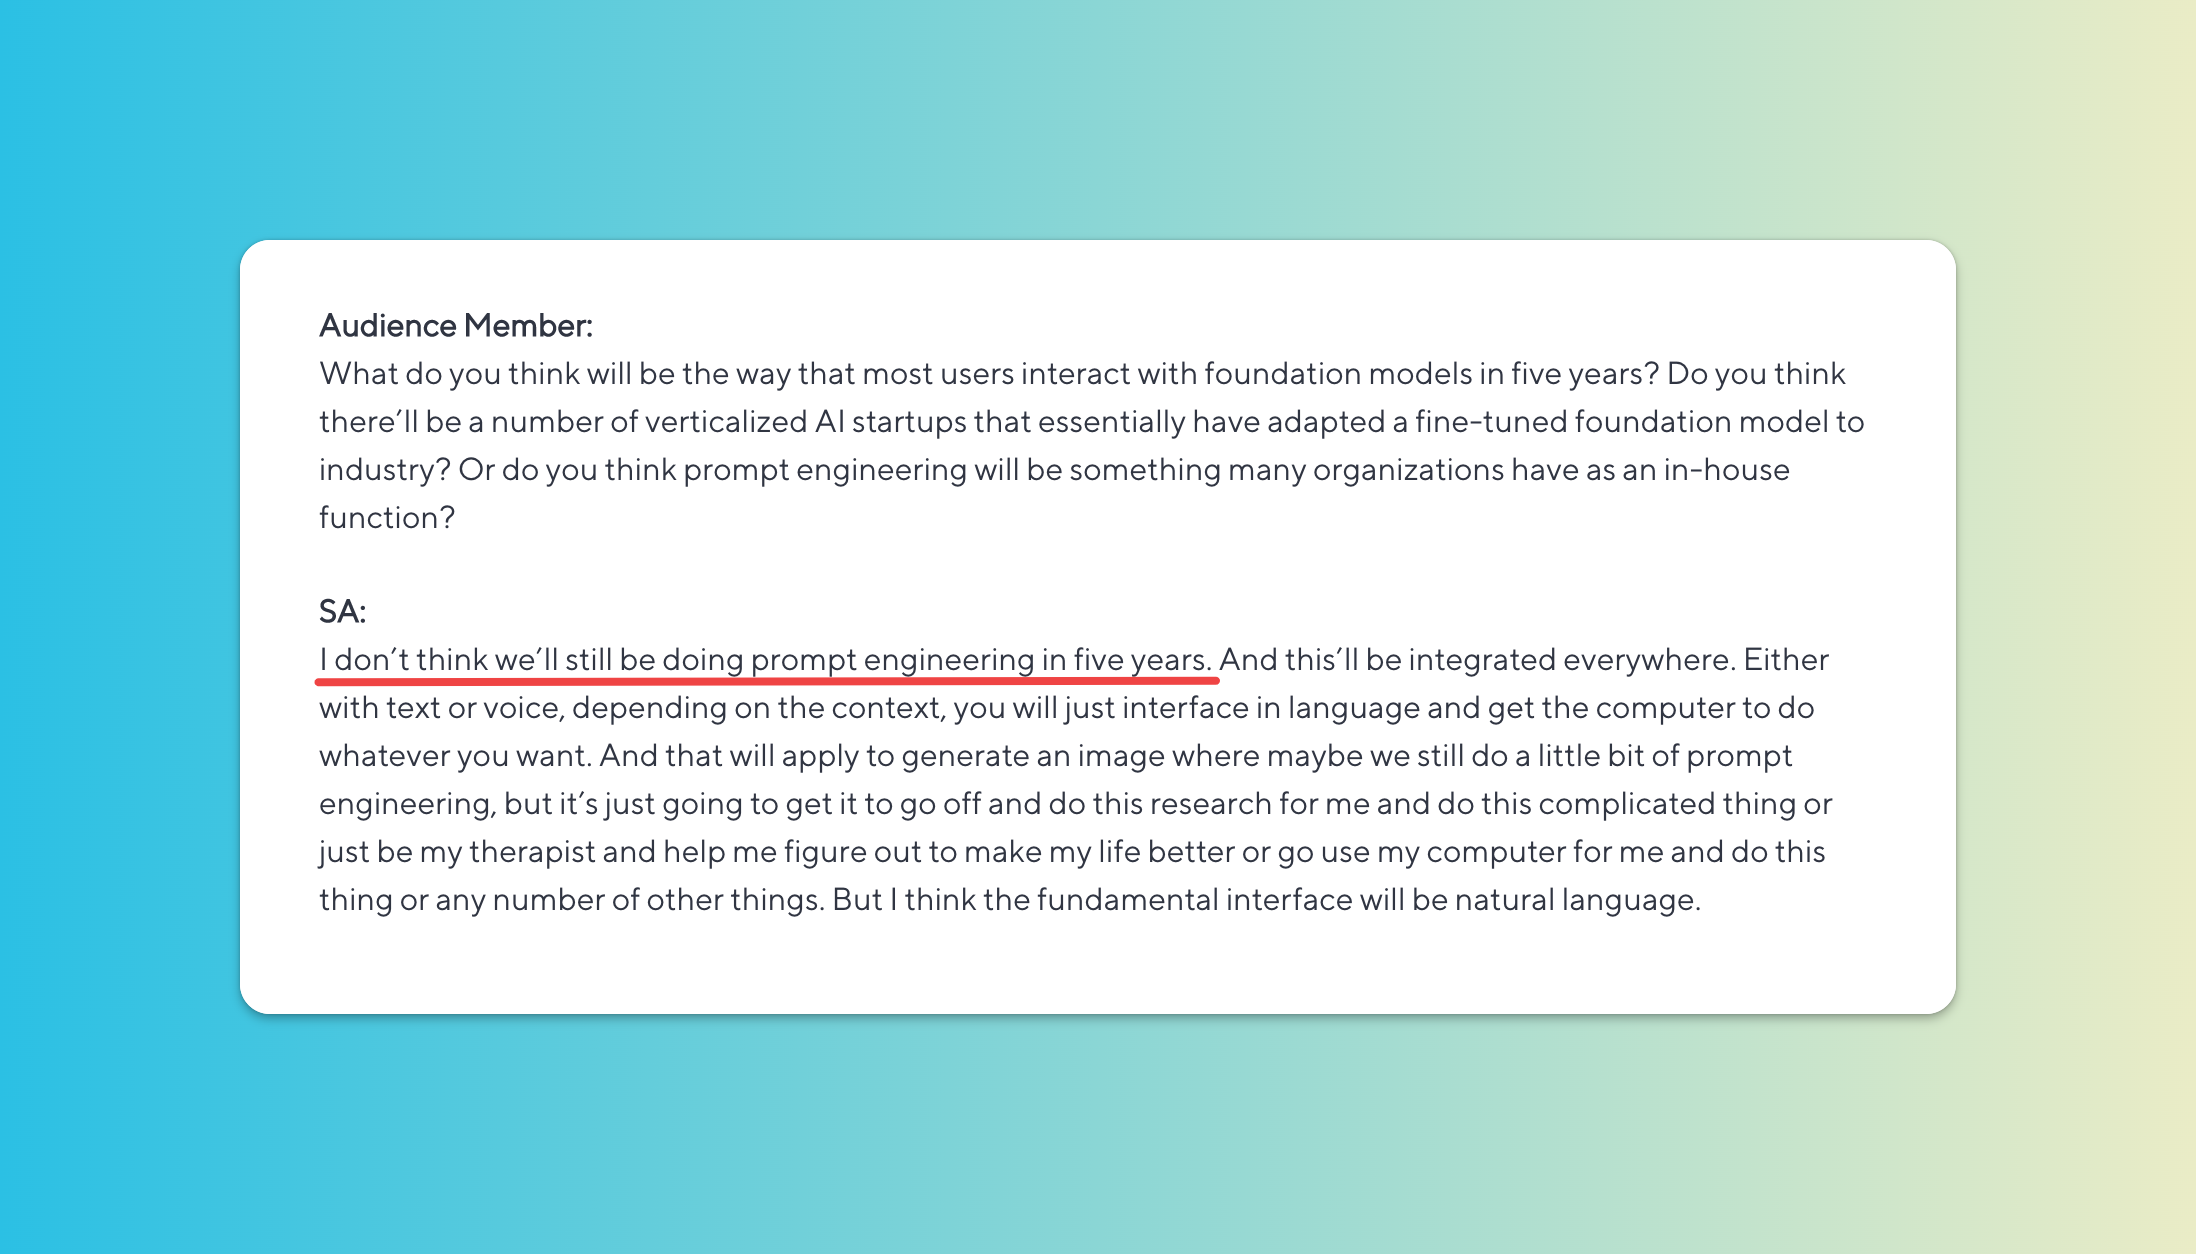 Audience Member:
What do you think will be the way that most users interact with foundation models in five years? Do you think
there’ll be a number of verticalized AI startups that essentially have adapted a fine-tuned foundation model to
industry? Or do you think prompt engineering will be something many organizations have as an in-house
function?
SA:
I don’t think we’ll still be doing prompt engineering in five years. And this’ll be integrated everywhere. Either
with text or voice, depending on the context, you will just interface in language and get the computer to do
whatever you want. And that will apply to generate an image where maybe we still do a little bit of prompt
engineering, but it’s just going to get it to go off and do this research for me and do this complicated thing or
just be my therapist and help me figure out to make my life better or go use my computer for me and do this
thing or any number of other things. But I think the fundamental interface will be natural language.